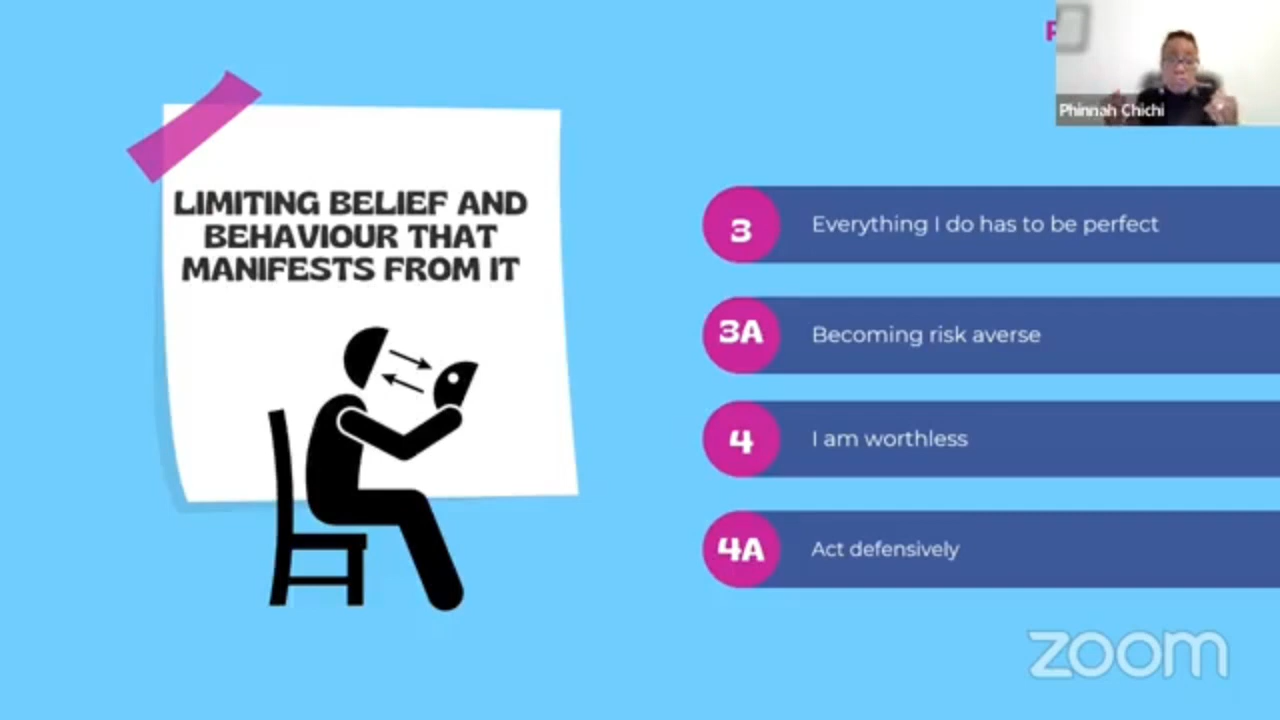 LIMITING BELIEF AND
BEHAVIOUR THAT
MANIFESTS FROM IT
Phinnah Chichi
3 Everything I do has to be perfect
3A Becoming risk averse
4 I am worthless
4A Act defensively
zoom